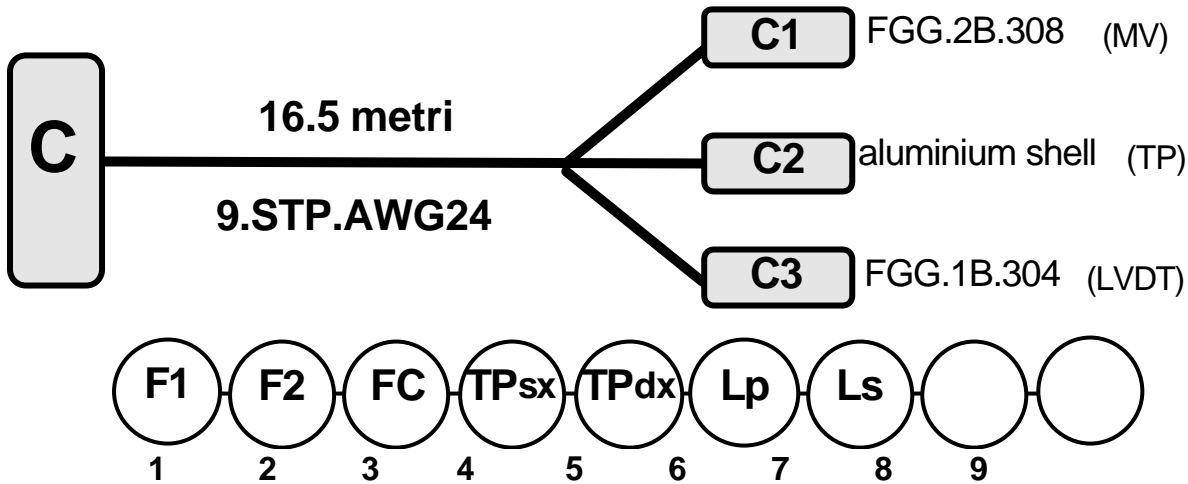 C1 FGG.2B.308 (MV)
C 16.5 metri C2 aluminium shell (TP)
9.STP.AWG24
C3 FGG.1B.304 (LVDT)
F1 F2 FC TPsx TPdx Lp Ls
1 2 3 4 5 6 7 8 9